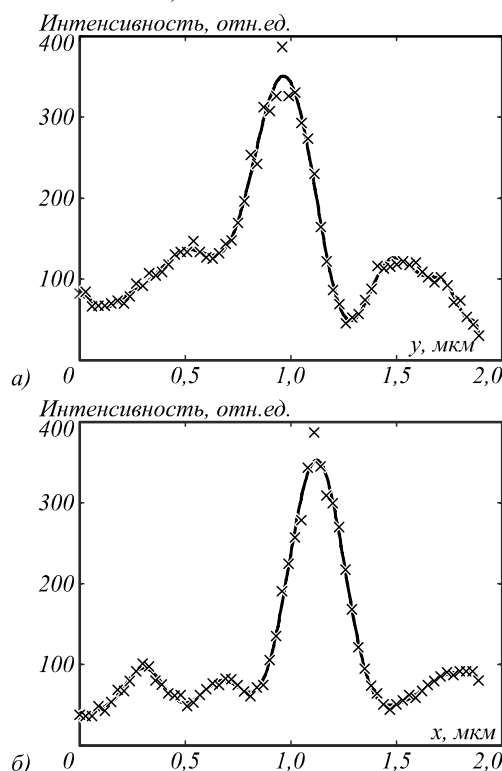 Интенсивность, отн.ед.
400
300
200
100
y, мкм
а) 0 0,5 1,0 1,5 2,0
Интенсивность, отн.ед.
400
300
200
100
x, мкм
б) 0 0,5 1,0 1,5 2,0